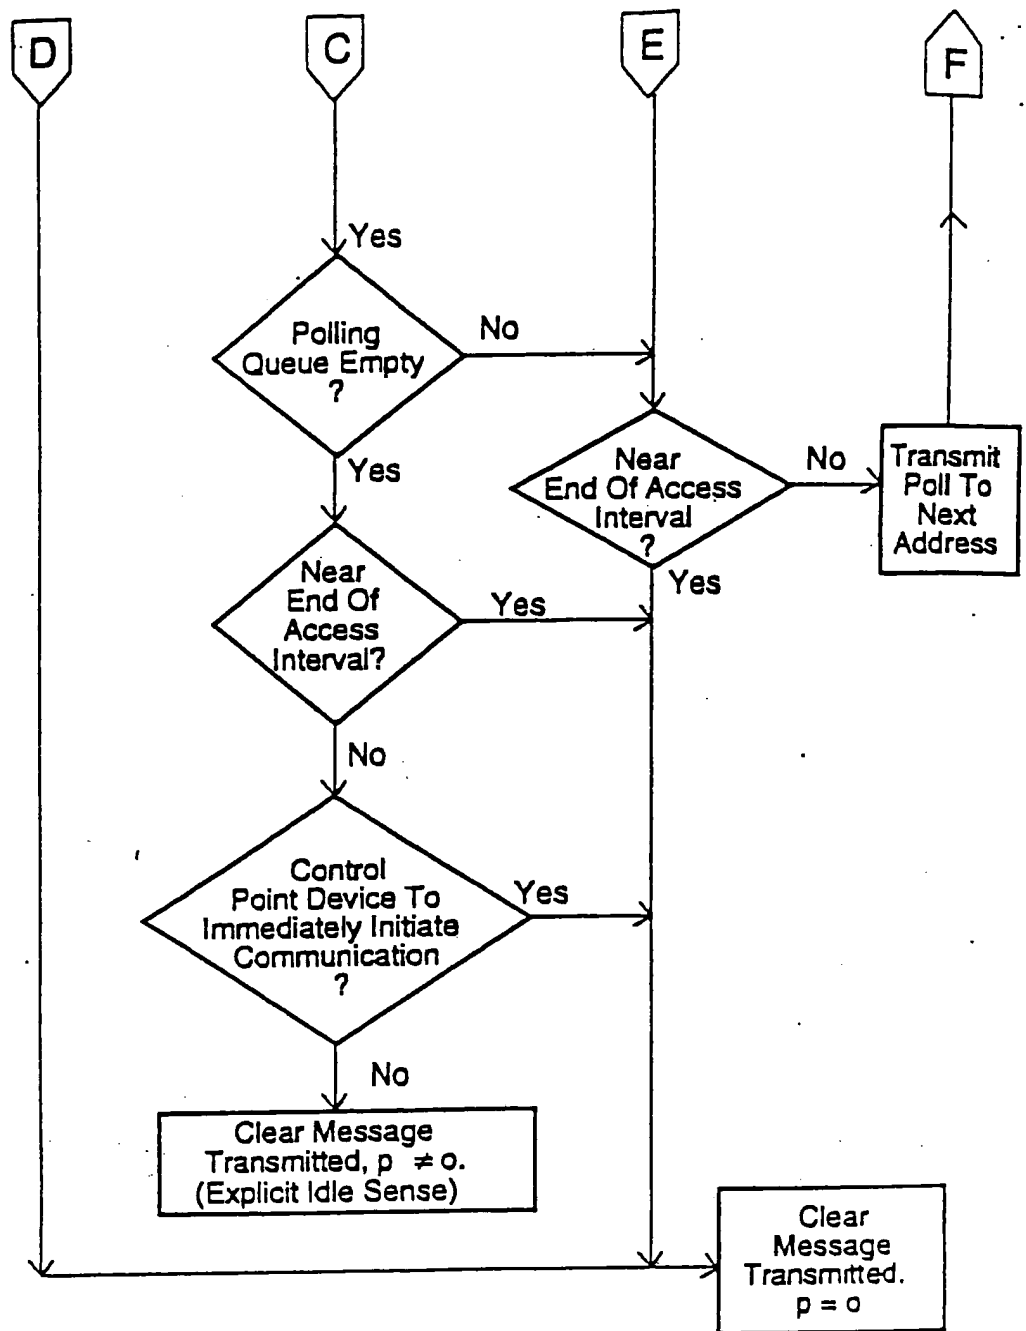 D
C
E
F
Yes
Polling
Queue Empty
?
No
Yes
Near
End Of Access
Interval
?
No
Transmit
Poll To
Next
Address
Yes
Near
End Of
Access
Interval?
Yes
No
Control
Point Device To
Immediately Initiate
Communication
?
Yes
No
Clear Message
Transmitted, p ≠ o.
(Explicit Idle Sense)
Clear
Message
Transmitted.
p = o